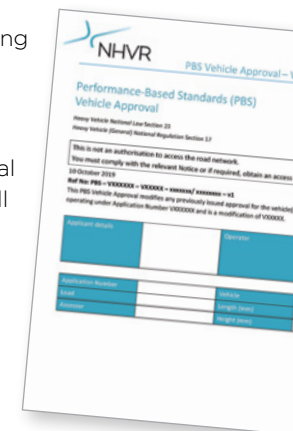 ing
al
ll
NHVR
PBS Vehicle Approval – V
Performance-Based Standards (PBS)
Vehicle Approval
Heavy Vehicle National Law Section 22
Heavy Vehicle (General) National Regulation Section 17
This is not an authorisation to access the road network.
You must comply with the relevant Notice or if required, obtain an access
10 October 2019
Ref No: PBS – VXXXXXX – VXXXXX – xxxxxxx/ xxxxxxxx – v1
This PBS Vehicle Approval modifies any previously issued approval for the vehicle(s
operating under Application Number VXXXXXX and is a modification of VXXXXX.
Applicant details
Operator
Application Number
Vehicle
Email
Length (mm)
Assessor
Height (mm)